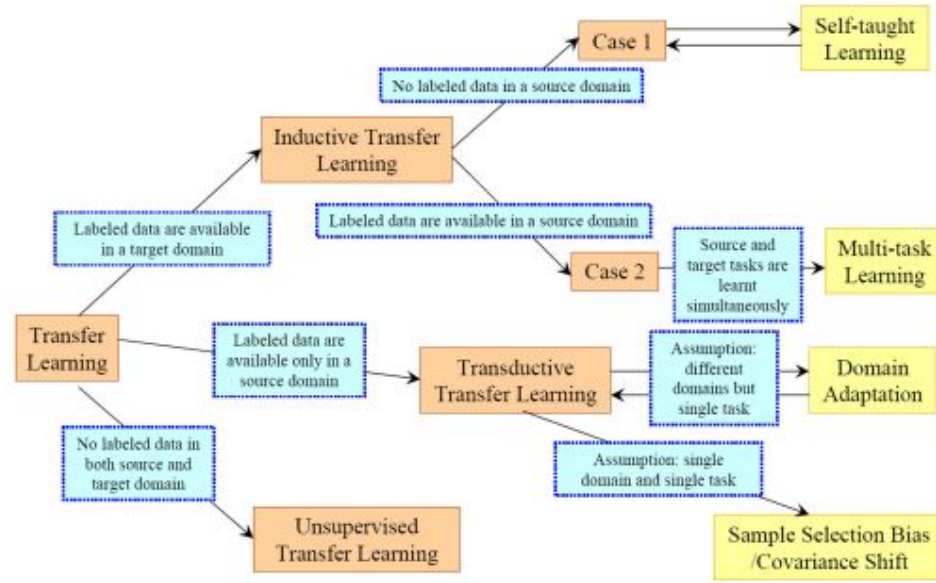 Self-taught
Learning
Case 1
No labeled data in a source domain
Inductive Transfer
Learning
Labeled data are available
in a target domain
Labeled data are available in a source domain
Case 2
Source and
target tasks are
learnt
simultaneously
Multi-task
Learning
Transfer
Learning
Labeled data are
available only in a
source domain
Transductive
Transfer Learning
Assumption:
different
domains but
single task
Domain
Adaptation
No labeled data in
both source and
target domain
Assumption: single
domain and single task
Unsupervised
Transfer Learning
Sample Selection Bias
/Covariance Shift